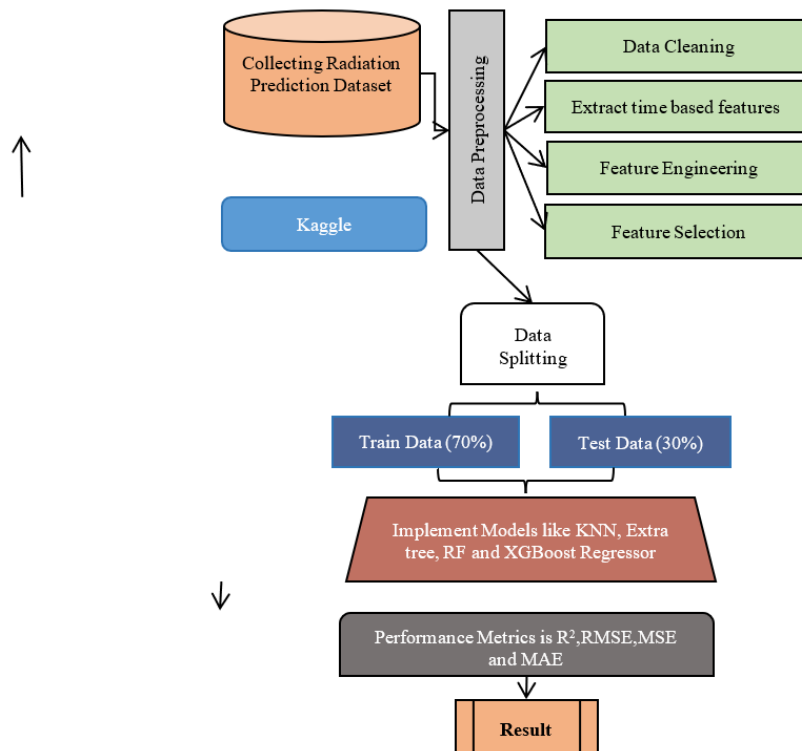 Collecting Radiation
Prediction Dataset
Kaggle
Data Preprocessing
Data Cleaning
Extract time based features
Feature Engineering
Feature Selection
Data
Splitting
Train Data (70%)
Test Data (30%)
Implement Models like KNN, Extra
tree, RF and XGBoost Regressor
Performance Metrics is R²,RMSE,MSE
and MAE
Result